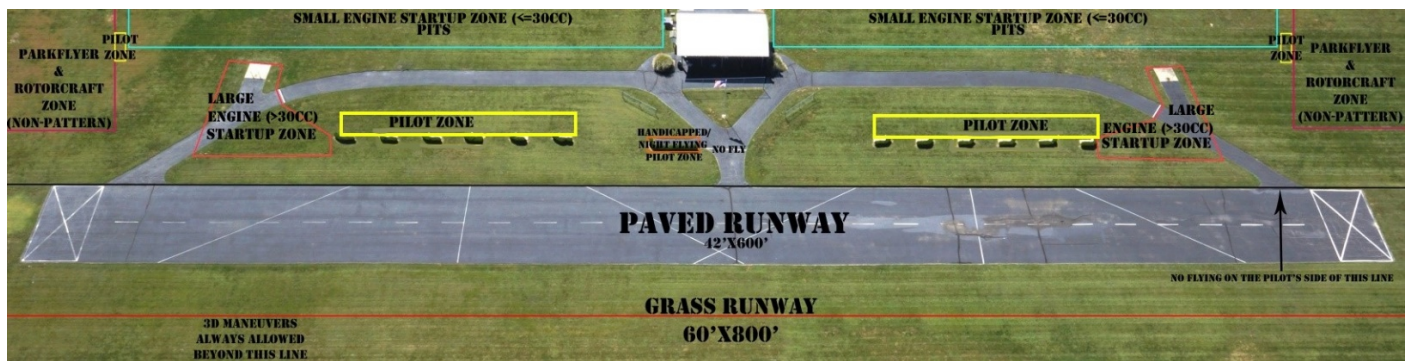 SMALL ENGINE STARTUP ZONE (<=30CC)
PITS
SMALL ENGINE STARTUP ZONE (<=30CC)
PITS
PILOT
ZONE
PARKFLYER
&
ROTORCRAFT
ZONE
(NON-PATTERN)
PILOT
ZONE
PARKFLYER
&
ROTORCRAFT
ZONE
(NON-PATTERN)
LARGE
ENGINE (>30CC)
STARTUP ZONE
PILOT ZONE
HANDICAPPED/
NIGHT FLYING
PILOT ZONE
NO FLY
PILOT ZONE
LARGE
ENGINE (>30CC)
STARTUP ZONE
PAVED RUNWAY
42'X600'
NO FLYING ON THE PILOT'S SIDE OF THIS LINE
GRASS RUNWAY
60'X800'
3D MANEUVERS
ALWAYS ALLOWED
BEYOND THIS LINE